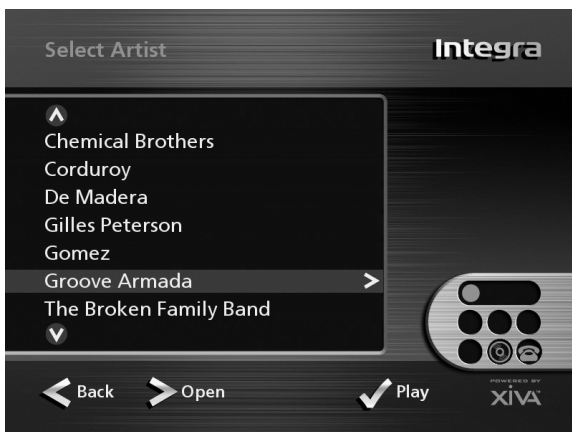 Select Artist
Integra
Chemical Brothers
Corduroy
De Madera
Gilles Peterson
Gomez
Groove Armada
The Broken Family Band
Back
Open
Play
POWERED BY
XiVA